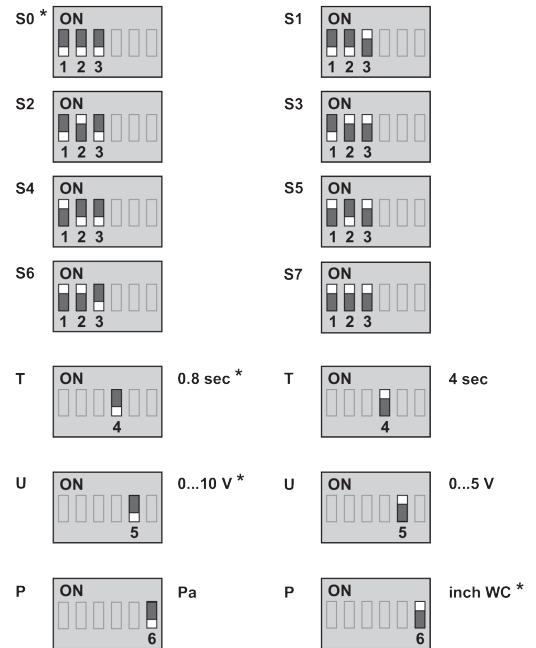 S0 * ON S1 ON
1 2 3 1 2 3
S2 ON S3 ON
1 2 3 1 2 3
S4 ON S5 ON
1 2 3 1 2 3
S6 ON S7 ON
1 2 3 1 2 3
T ON 0.8 sec * T ON 4 sec
4 4
U ON 0...10 V * U ON 0...5 V
5 5
P ON Pa P ON inch WC *
6 6